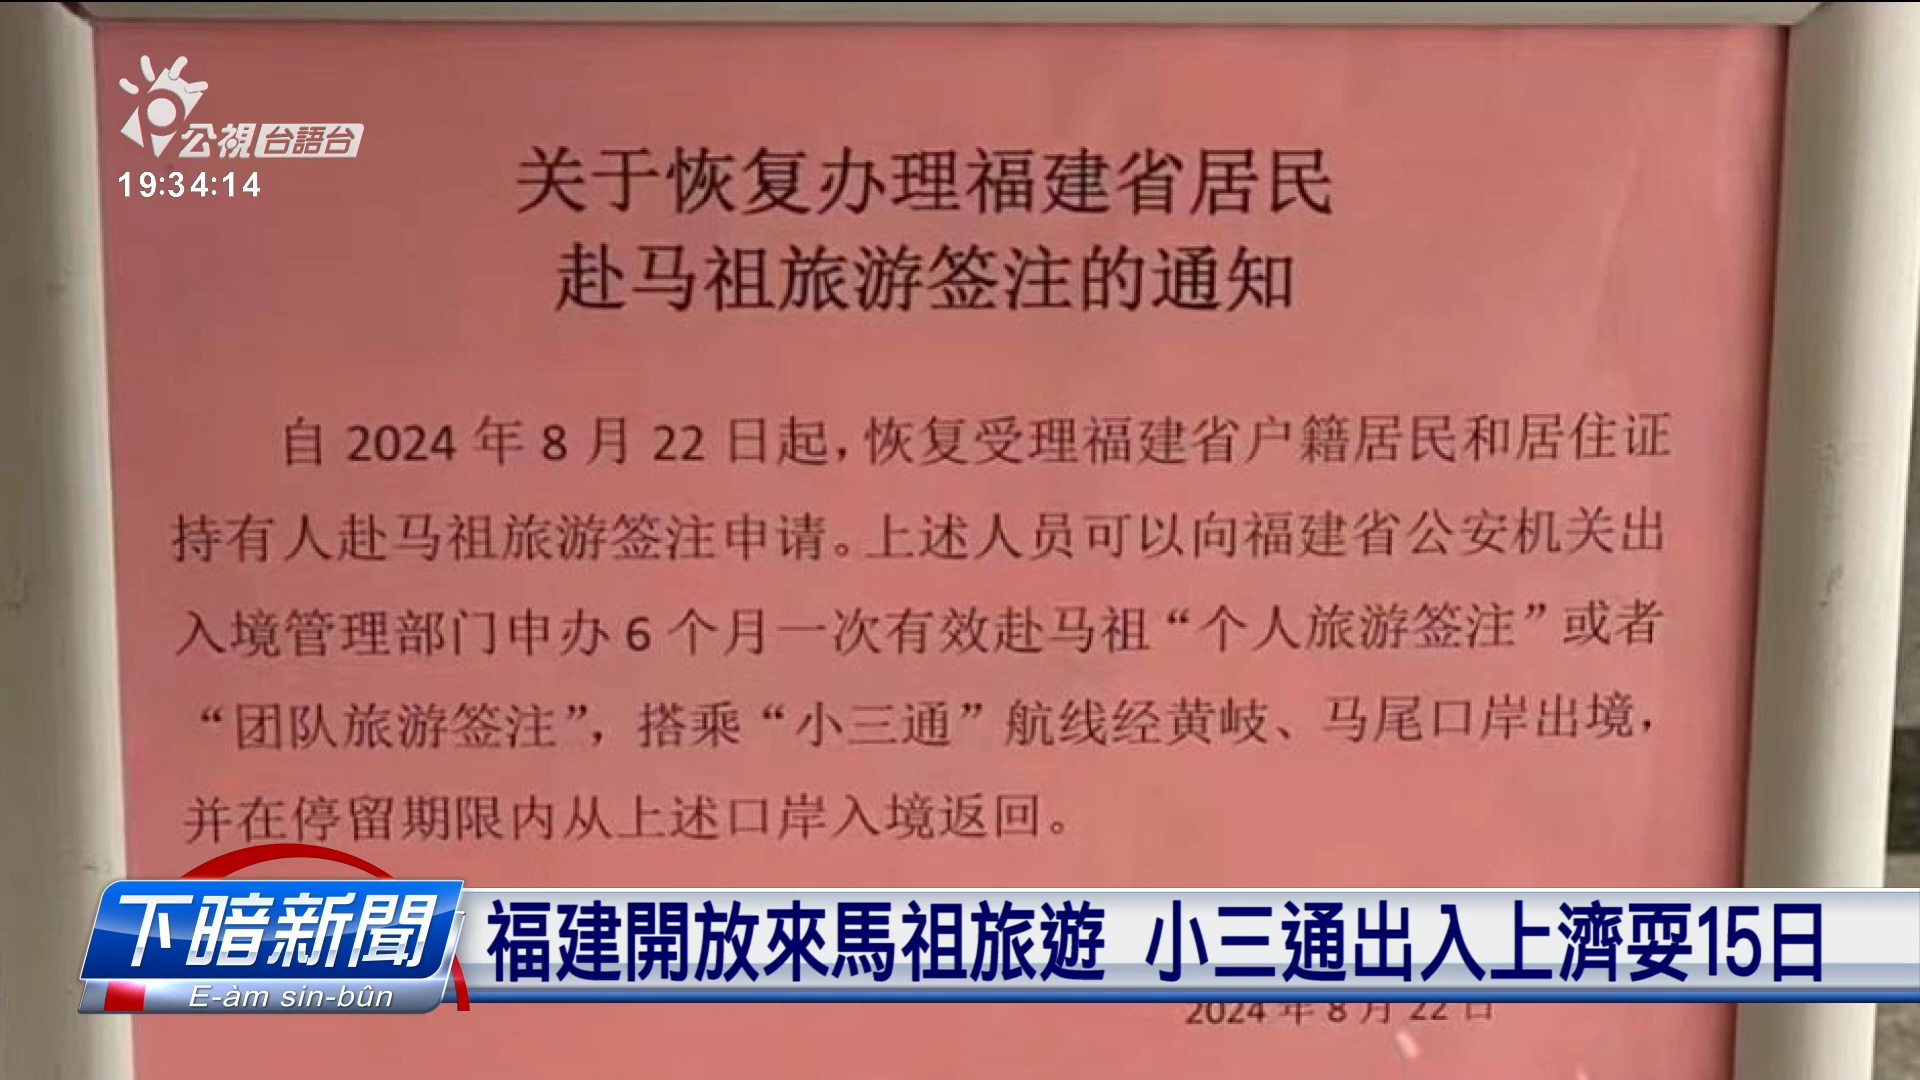 公視台語台
19:34:14
关于恢复办理福建省居民
赴马祖旅游签注的通知
自 2024 年 8 月 22 日起，恢复受理福建省户籍居民和居住证
持有人赴马祖旅游签注申请。上述人员可以向福建省公安机关出
入境管理部门申办 6 个月一次有效赴马祖“个人旅游签注”或者
“团队旅游签注”，搭乘“小三通”航线经黄岐、马尾口岸出境，
并在停留期限内从上述口岸入境返回。
下暗新聞
E-àm sin-bûn
福建開放來馬祖旅遊 小三通出入上濟耍15日
2024 年 8 月 22 日